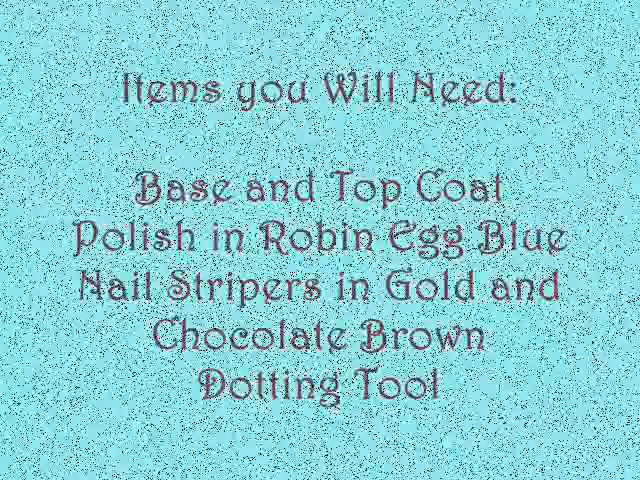 Items you Will Need:
Base and Top Coat
Polish in Robin Egg Blue
Nail Stripers in Gold and
Chocolate Brown
Dotting Tool